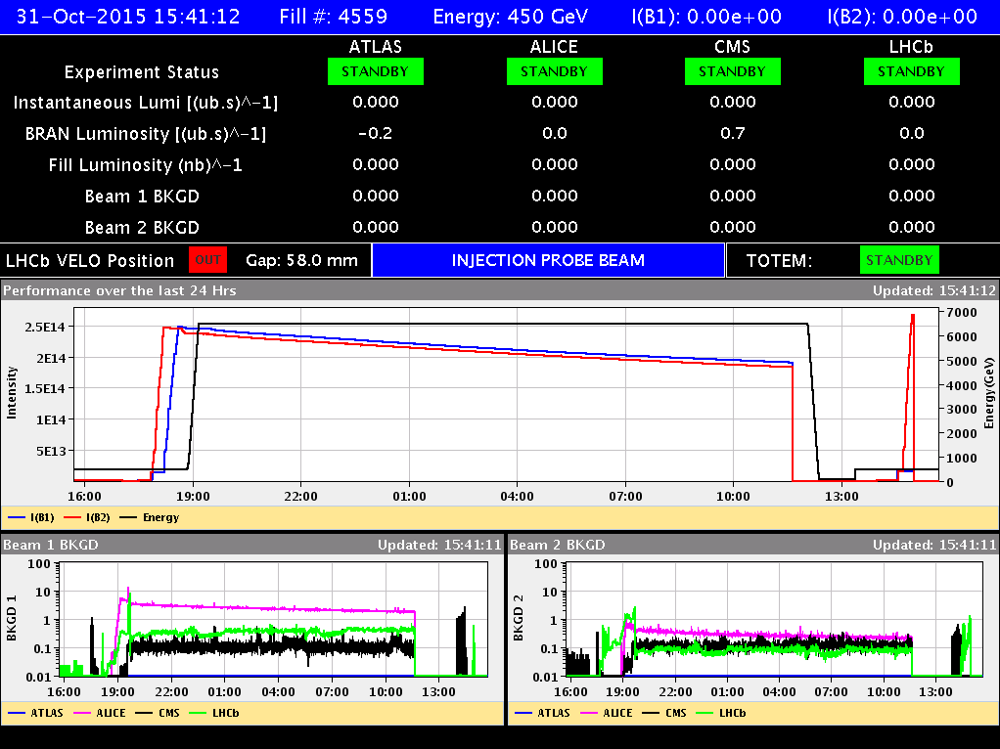 31-Oct-2015 15:41:12 Fill #: 4559 Energy: 450 GeV I(B1): 0.00e+00 I(B2): 0.00e+00
ATLAS ALICE CMS LHCb
Experiment Status STANDBY STANDBY STANDBY STANDBY
Instantaneous Lumi [(ub.s)^-1] 0.000 0.000 0.000 0.000
BRAN Luminosity [(ub.s)^-1] -0.2 0.0 0.7 0.0
Fill Luminosity (nb)^-1 0.000 0.000 0.000 0.000
Beam 1 BKGD 0.000 0.000 0.000 0.000
Beam 2 BKGD 0.000 0.000 0.000 0.000
LHCb VELO Position OUT Gap: 58.0 mm INJECTION PROBE BEAM TOTEM: STANDBY
Performance over the last 24 Hrs Updated: 15:41:12
Intensity
2.5E14
2E14
1.5E14
1E14
5E13
7000
6000
5000
4000
3000
2000
1000
0
Energy(GeV)
16:00 19:00 22:00 01:00 04:00 07:00 10:00 13:00
I(B1) I(B2) Energy
Beam 1 BKGD Updated: 15:41:11
BKGD 1
100
10
1
0.1
0.01
16:00 19:00 22:00 01:00 04:00 07:00 10:00 13:00
ATLAS ALICE CMS LHCb
Beam 2 BKGD Updated: 15:41:11
BKGD 2
100
10
1
0.1
0.01
16:00 19:00 22:00 01:00 04:00 07:00 10:00 13:00
ATLAS ALICE CMS LHCb